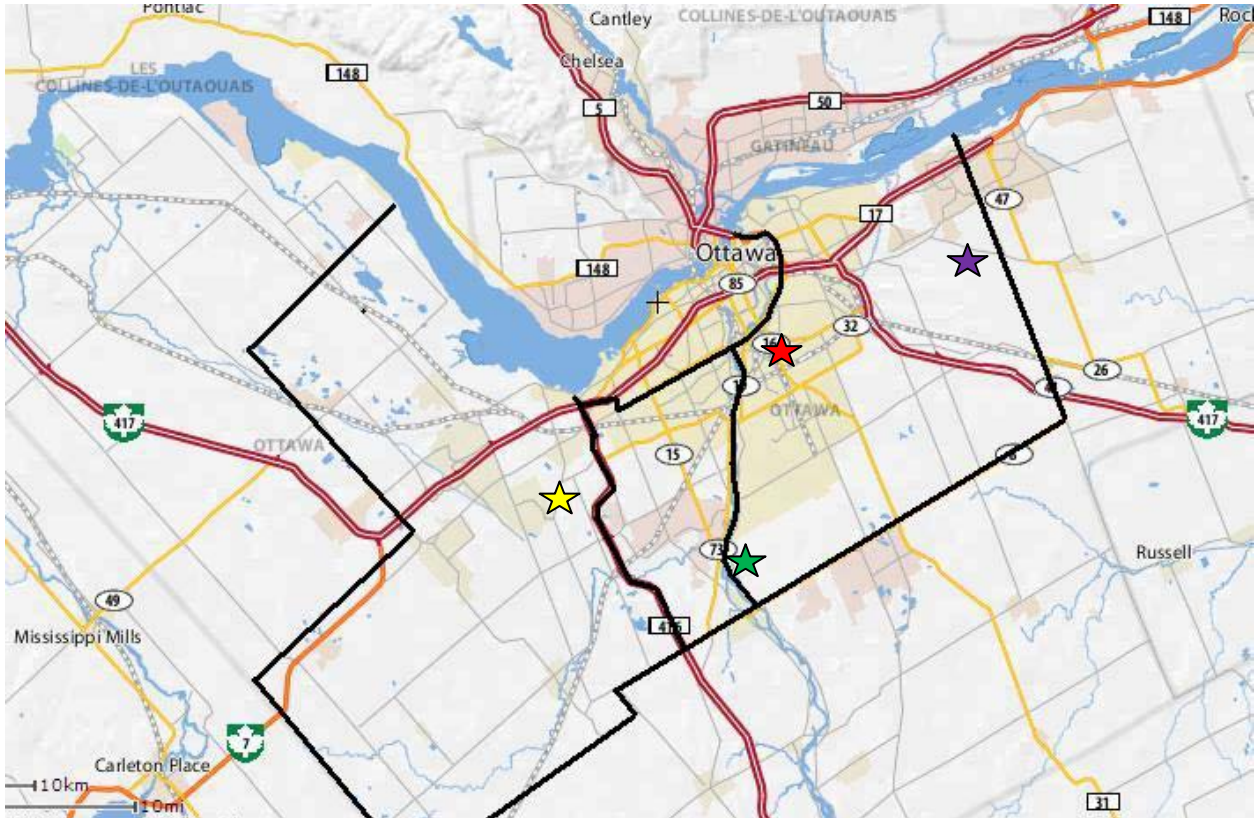 Pontiac
Cantley
COLLINES-DE-L'OUTAOUAIS
148
LES
COLLINES-DE-L'OUTAOUAIS
148
Chelsea
5
50
GATINEAU
17
47
Ottawa
148
85
32
26
417
OTTAWA
OTTAWA
417
15
8
73
Russell
49
Mississippi Mills
416
7
Carleton Place
10km
10mi
31